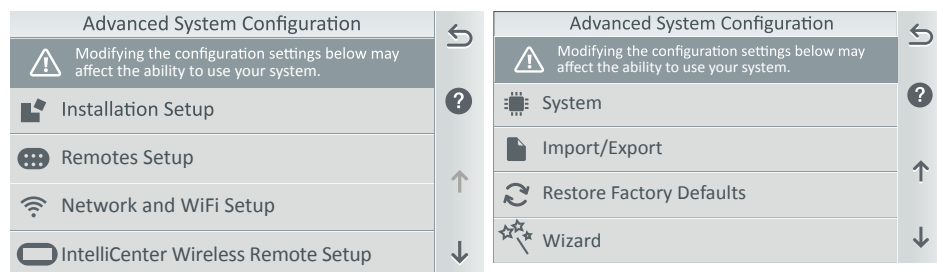 Advanced System Configuration
Modifying the configuration settings below may
affect the ability to use your system.
Installation Setup
Remotes Setup
Network and WiFi Setup
IntelliCenter Wireless Remote Setup
?
Advanced System Configuration
Modifying the configuration settings below may
affect the ability to use your system.
System
Import/Export
Restore Factory Defaults
Wizard
?